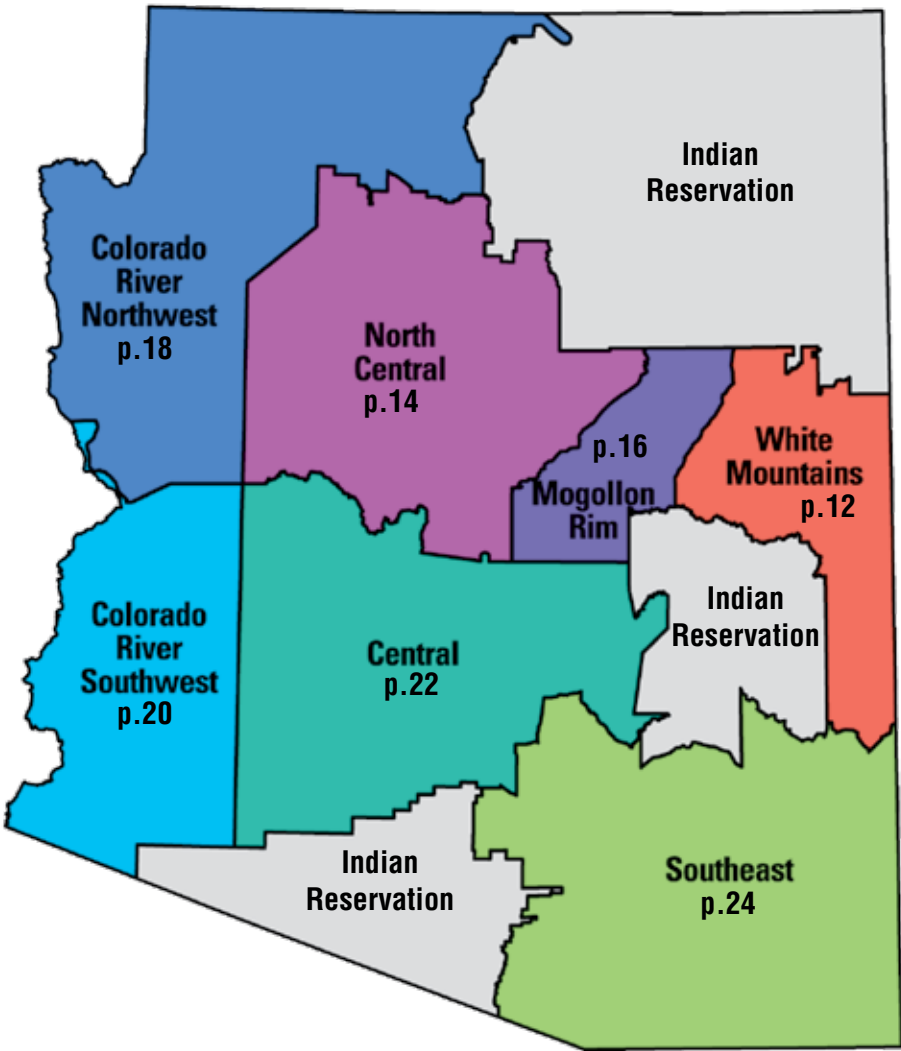 Indian
Reservation
Colorado
River
Northwest
p.18
North
Central
p.14
p.16
Mogollon
Rim
White
Mountains
p.12
Indian
Reservation
Colorado
River
Southwest
p.20
Central
p.22
Indian
Reservation
Southeast
p.24